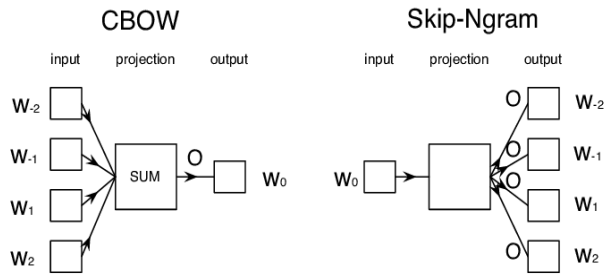 CBOW
input projection output
W-2
W-1
W1
W2
SUM
O
W0
Skip-Ngram
input projection output
W0
O
O
O
O
W-2
W-1
W1
W2